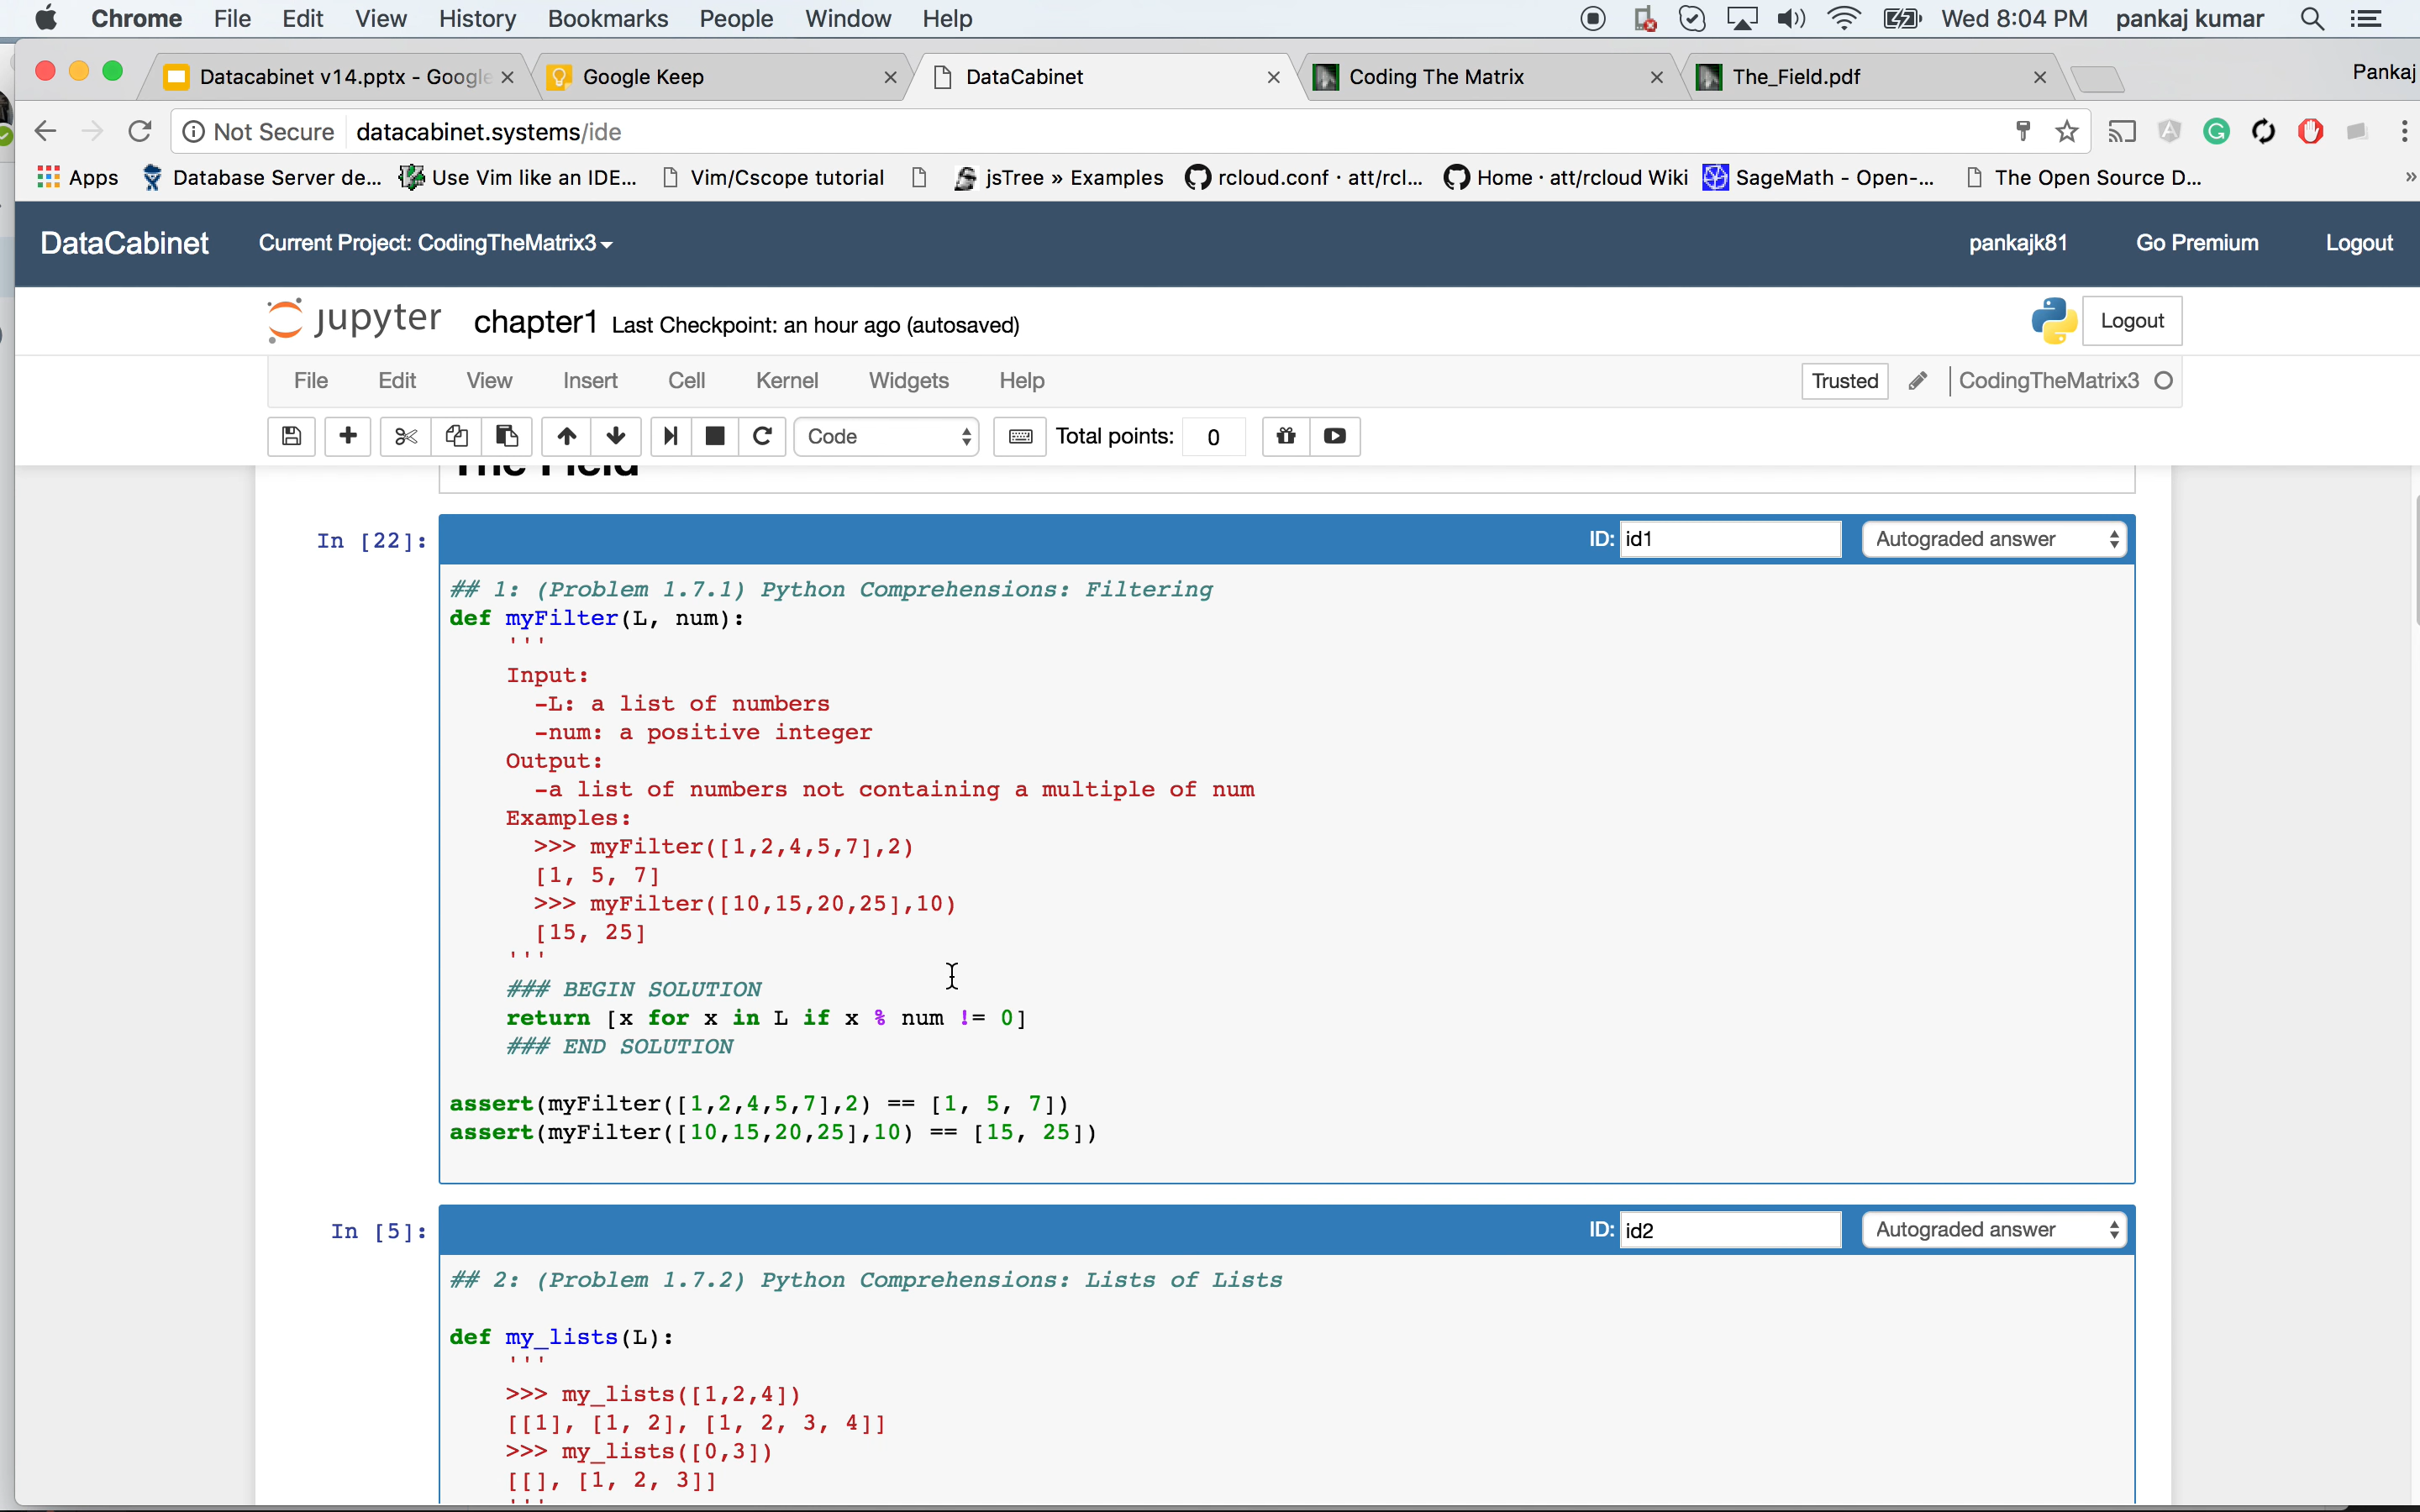 Chrome File Edit View History Bookmarks People Window Help Wed 8:04 PM pankaj kumar
Datacabinet v14.pptx - Google Google Keep DataCabinet Coding The Matrix The_Field.pdf Pankaj
Not Secure datacabinet.systems/ide
Apps Database Server de... Use Vim like an IDE... Vim/Cscope tutorial jsTree » Examples rcloud.conf · att/rcl... Home · att/rcloud Wiki SageMath - Open-... The Open Source D... »
DataCabinet Current Project: CodingTheMatrix3 pankajk81 Go Premium Logout
jupyter chapter1 Last Checkpoint: an hour ago (autosaved) Logout
File Edit View Insert Cell Kernel Widgets Help Trusted CodingTheMatrix3
Code Total points: 0
The Field
In [22]: ID: id1 Autograded answer
## 1: (Problem 1.7.1) Python Comprehensions: Filtering
def myFilter(L, num):
'''
Input:
-L: a list of numbers
-num: a positive integer
Output:
-a list of numbers not containing a multiple of num
Examples:
>>> myFilter([1,2,4,5,7],2)
[1, 5, 7]
>>> myFilter([10,15,20,25],10)
[15, 25]
'''
### BEGIN SOLUTION
return [x for x in L if x % num != 0]
### END SOLUTION
assert(myFilter([1,2,4,5,7],2) == [1, 5, 7])
assert(myFilter([10,15,20,25],10) == [15, 25])
In [5]: ID: id2 Autograded answer
## 2: (Problem 1.7.2) Python Comprehensions: Lists of Lists
def my_lists(L):
'''
>>> my_lists([1,2,4])
[[1], [1, 2], [1, 2, 3, 4]]
>>> my_lists([0,3])
[[], [1, 2, 3]]
'''